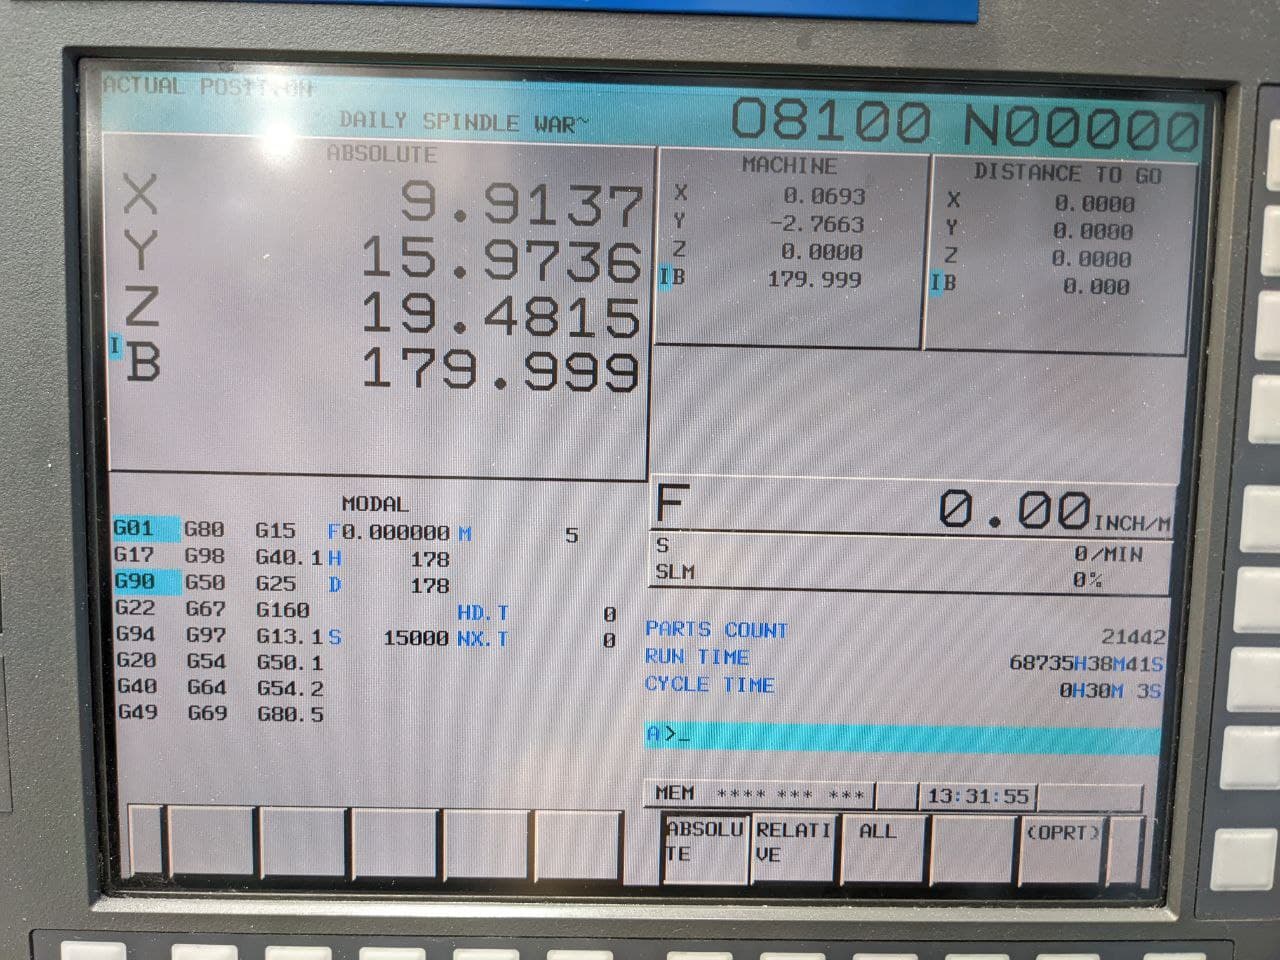 ACTUAL POSITION
DAILY SPINDLE WAR~ O8100 N00000
ABSOLUTE
X 9.9137
Y 15.9736
Z 19.4815
I B 179.999
MACHINE
X 0.0693
Y -2.7663
Z 0.0000
I B 179.999
DISTANCE TO GO
X 0.0000
Y 0.0000
Z 0.0000
I B 0.000
MODAL
G01 G80 G15 F0.000000 M 5
G17 G98 G40.1 H 178
G90 G50 G25 D 178
G22 G67 G160 HD.T 0
G94 G97 G13.1 S 15000 NX.T 0
G20 G54 G50.1
G40 G64 G54.2
G49 G69 G80.5
F 0.00 INCH/M
S 0/MIN
SLM 0%
PARTS COUNT 21442
RUN TIME 68735H38M41S
CYCLE TIME 0H30M 3S
A>_
MEM **** *** *** 13:31:55
ABSOLU
TE
RELATI
VE
ALL
(OPRT)